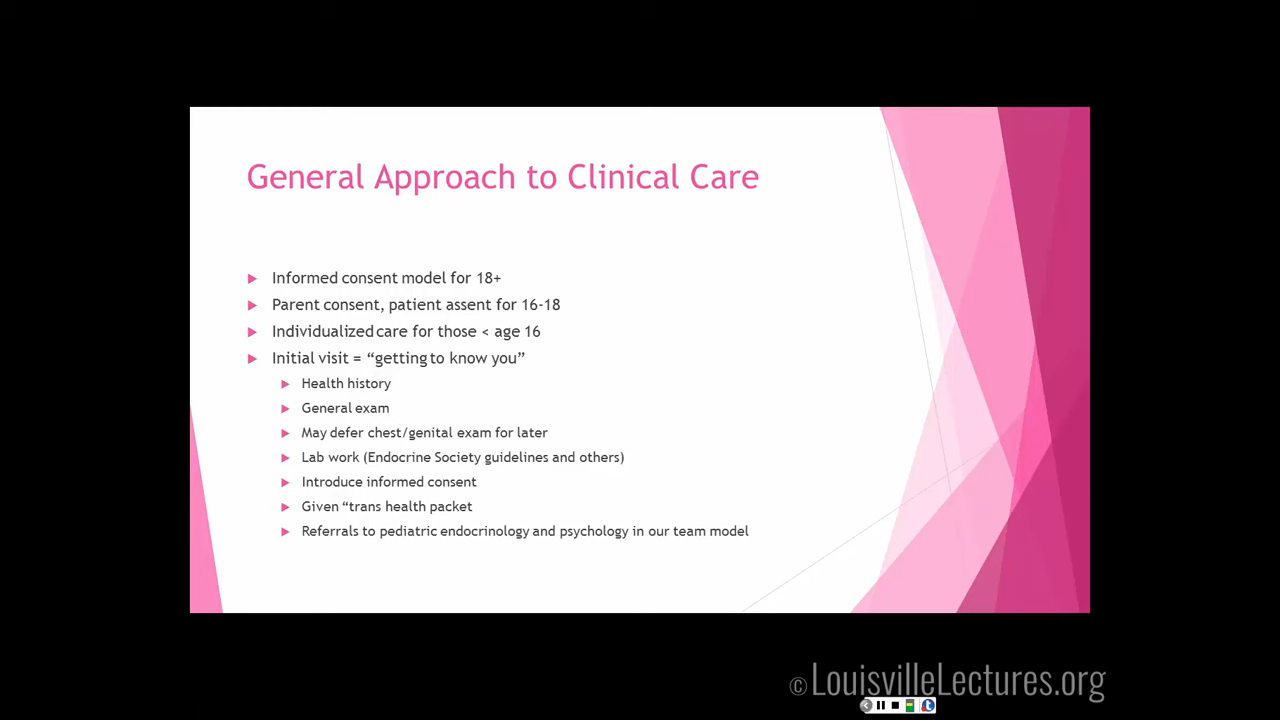 General Approach to Clinical Care
Informed consent model for 18+
Parent consent, patient assent for 16-18
Individualized care for those < age 16
Initial visit = “getting to know you”
Health history
General exam
May defer chest/genital exam for later
Lab work (Endocrine Society guidelines and others)
Introduce informed consent
Given “trans health packet
Referrals to pediatric endocrinology and psychology in our team model
© LouisvilleLectures.org